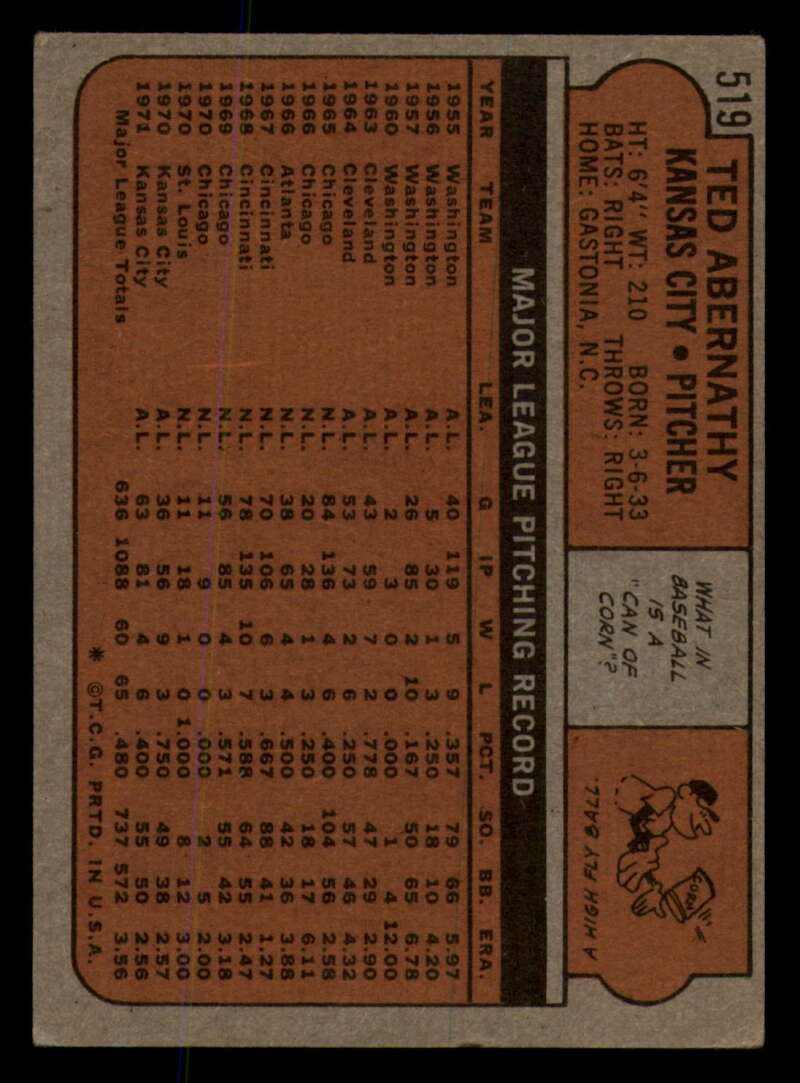 519
TED ABERNATHY
KANSAS CITY • PITCHER
HT: 6'4" WT: 210 BORN: 3-6-33
BATS: RIGHT THROWS: RIGHT
HOME: GASTONIA, N.C.
WHAT IN
BASEBALL
IS A
"CAN OF
CORN"?
CORN
A HIGH FLY BALL.
MAJOR LEAGUE PITCHING RECORD
YEAR TEAM LEA. G IP W L PCT. SO. BB. ERA.
1955 Washington A.L. 40 119 5 9 .357 79 66 5.97
1956 Washington A.L. 5 30 1 3 .250 18 10 4.20
1957 Washington A.L. 26 85 2 10 .167 50 65 6.78
1960 Washington A.L. 2 3 0 0 .000 1 4 12.00
1963 Cleveland A.L. 43 59 7 2 .778 47 29 2.90
1964 Cleveland A.L. 53 73 2 6 .250 57 46 4.32
1965 Chicago N.L. 84 136 4 6 .400 104 56 2.58
1966 Chicago N.L. 20 28 1 3 .250 18 17 6.11
1966 Atlanta N.L. 38 65 4 4 .500 42 36 3.88
1967 Cincinnati N.L. 70 106 6 3 .667 88 41 1.27
1968 Cincinnati N.L. 78 135 10 7 .588 64 55 2.47
1969 Chicago N.L. 56 85 4 3 .571 55 42 3.18
1970 Chicago N.L. 11 9 0 0 .000 2 5 2.00
1970 St. Louis N.L. 11 18 1 0 1.000 8 12 3.00
1970 Kansas City A.L. 36 56 9 3 .750 49 38 2.57
1971 Kansas City A.L. 63 81 4 6 .400 55 50 2.56
Major League Totals 636 1088 60 65 .480 737 572 3.56
* ©T.C.G. PRTD. IN U.S.A.